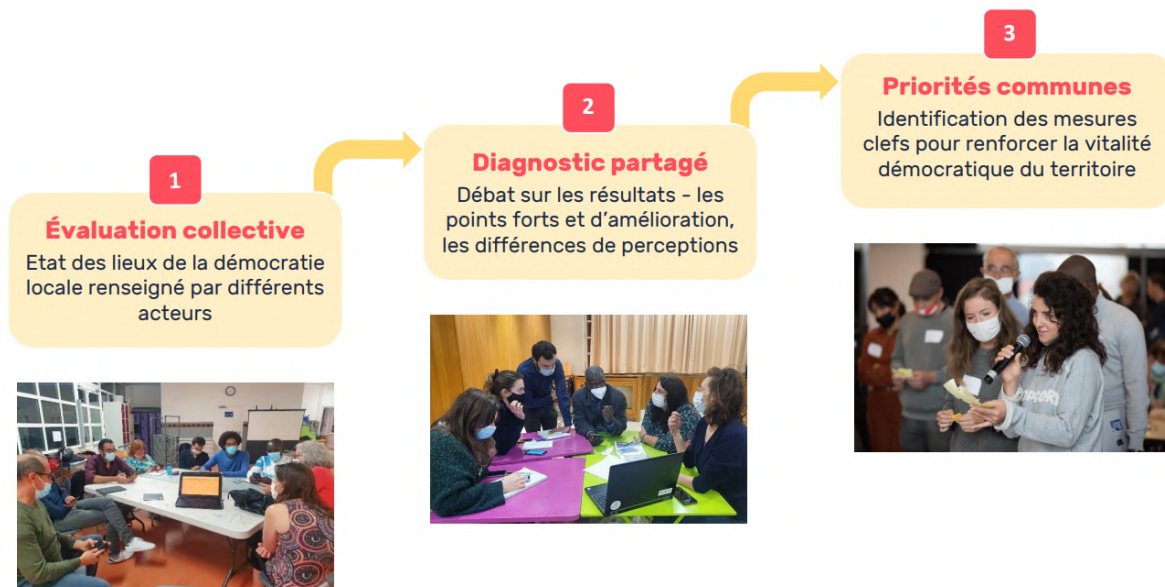 1
Évaluation collective
Etat des lieux de la démocratie
locale renseigné par différents
acteurs
2
Diagnostic partagé
Débat sur les résultats - les
points forts et d'amélioration,
les différences de perceptions
3
Priorités communes
Identification des mesures
clefs pour renforcer la vitalité
démocratique du territoire